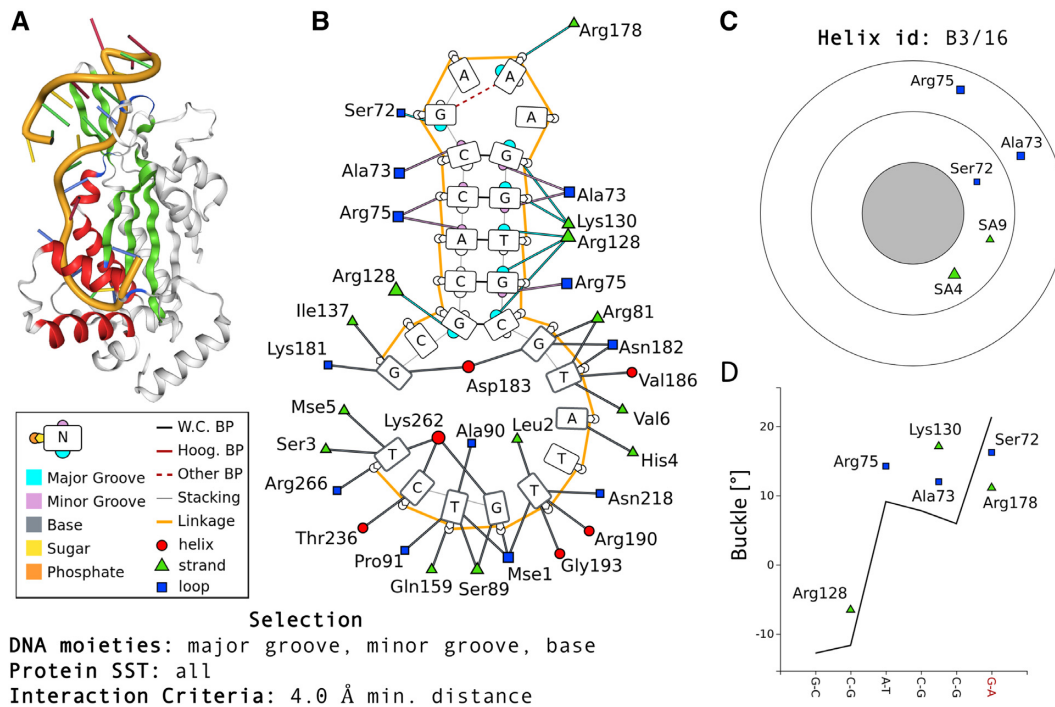 A
B
C
D
Arg178
A
A
G
A
Ser72
C
G
Ala73
Ala73
C
G
Arg75
Lys130
A
T
Arg128
Arg128
C
G
Arg75
Ile137
G
C
Arg81
C
G
Lys181
Asn182
G
Asp183
T
Val186
Mse5
Lys262
Ala90
Leu2
A
Val6
Ser3
T
T
His4
Arg266
C
T
G
T
Asn218
Thr236
Arg190
Pro91
Mse1
Gly193
Gln159
Ser89
N
Major Groove
Minor Groove
Base
Sugar
Phosphate
W.C. BP
Hoog. BP
Other BP
Stacking
Linkage
helix
strand
loop
Helix id: B3/16
Arg75
Ala73
Ser72
SA9
SA4
Buckle [°]
20
10
0
-10
Lys130
Ser72
Arg75
Ala73
Arg178
Arg128
G-C
C-G
A-T
C-G
C-G
G-A
Selection
DNA moieties: major groove, minor groove, base
Protein SST: all
Interaction Criteria: 4.0 Å min. distance